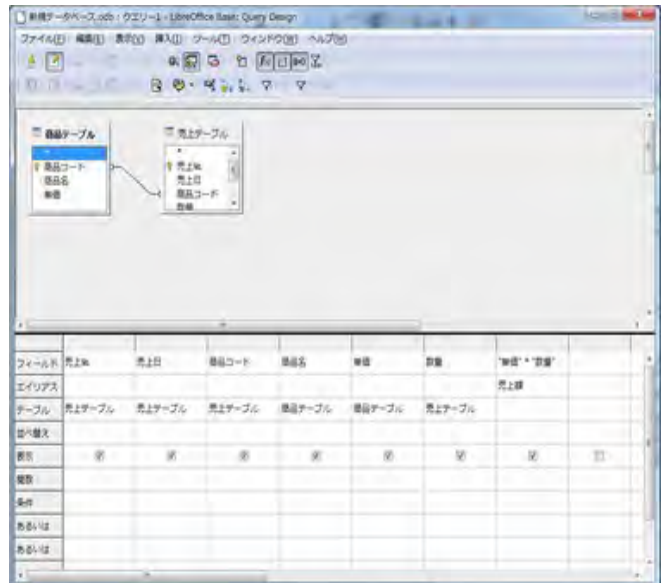 新規データベース.odb : クエリー1 - LibreOffice Base: Query Design
ファイル(F) 編集(E) 表示(V) 挿入(I) ツール(T) ウィンドウ(W) ヘルプ(H)
商品テーブル 売上テーブル
* *
商品コード 売上№
商品名 売上日
単価 商品コード
数量
フィールド 売上№ 売上日 商品コード 商品名 単価 数量 "単価" * "数量"
エイリアス 売上額
テーブル 売上テーブル 売上テーブル 売上テーブル 商品テーブル 商品テーブル 売上テーブル
並べ替え
表示
関数
条件
あるいは
あるいは